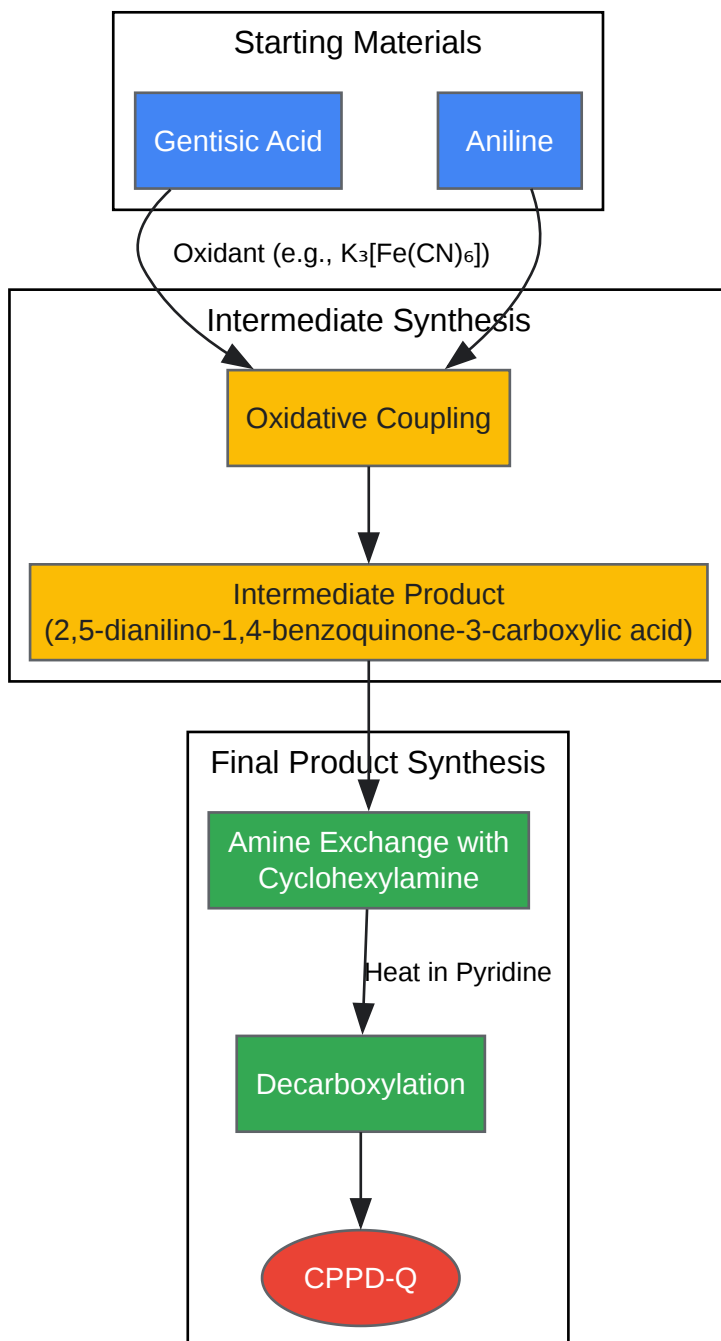 Starting Materials
Gentisic Acid
Aniline
Oxidant (e.g., K₃[Fe(CN)₆])
Intermediate Synthesis
Oxidative Coupling
Intermediate Product
(2,5-dianilino-1,4-benzoquinone-3-carboxylic acid)
Final Product Synthesis
Amine Exchange with
Cyclohexylamine
Heat in Pyridine
Decarboxylation
CPPD-Q